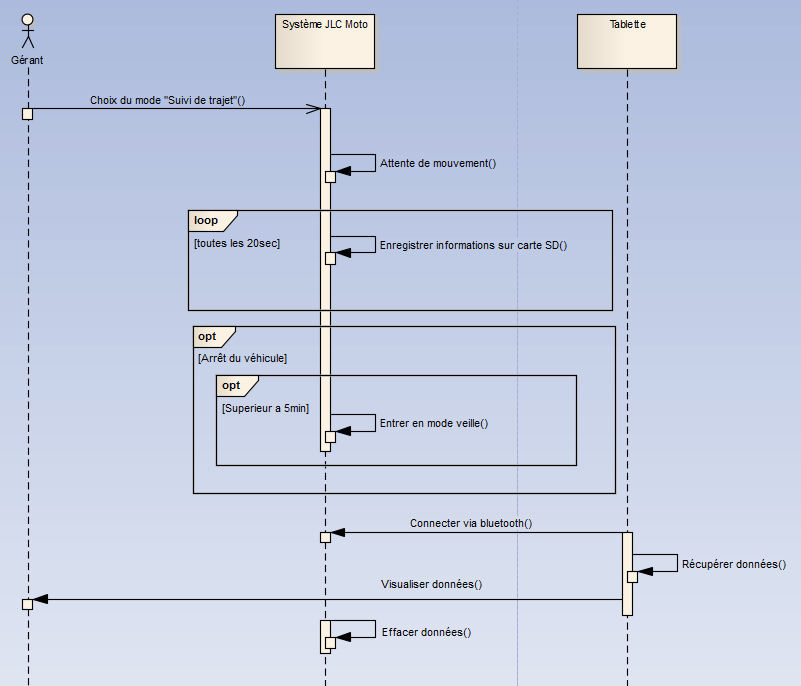 Système JLC Moto
Tablette
Gérant
Choix du mode "Suivi de trajet"()
Attente de mouvement()
loop
[toutes les 20sec]
Enregistrer informations sur carte SD()
opt
[Arrêt du véhicule]
opt
[Superieur a 5min]
Entrer en mode veille()
Connecter via bluetooth()
Récupérer données()
Visualiser données()
Effacer données()